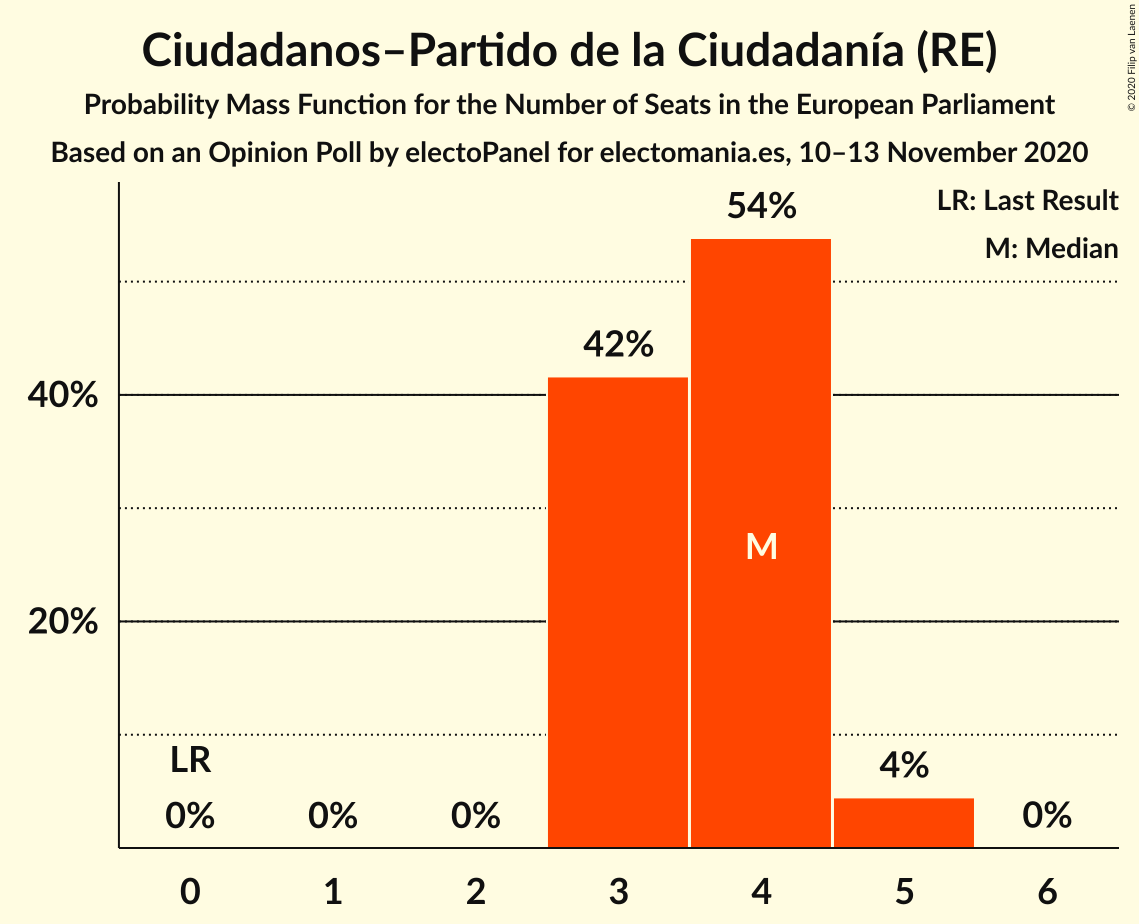 Ciudadanos–Partido de la Ciudadanía (RE)
Probability Mass Function for the Number of Seats in the European Parliament
Based on an Opinion Poll by electoPanel for electomania.es, 10–13 November 2020
© 2020 Filip van Laenen
LR: Last Result
M: Median
54%
42%
40%
M
20%
LR
4%
0%
0%
0%
0%
0
1
2
3
4
5
6